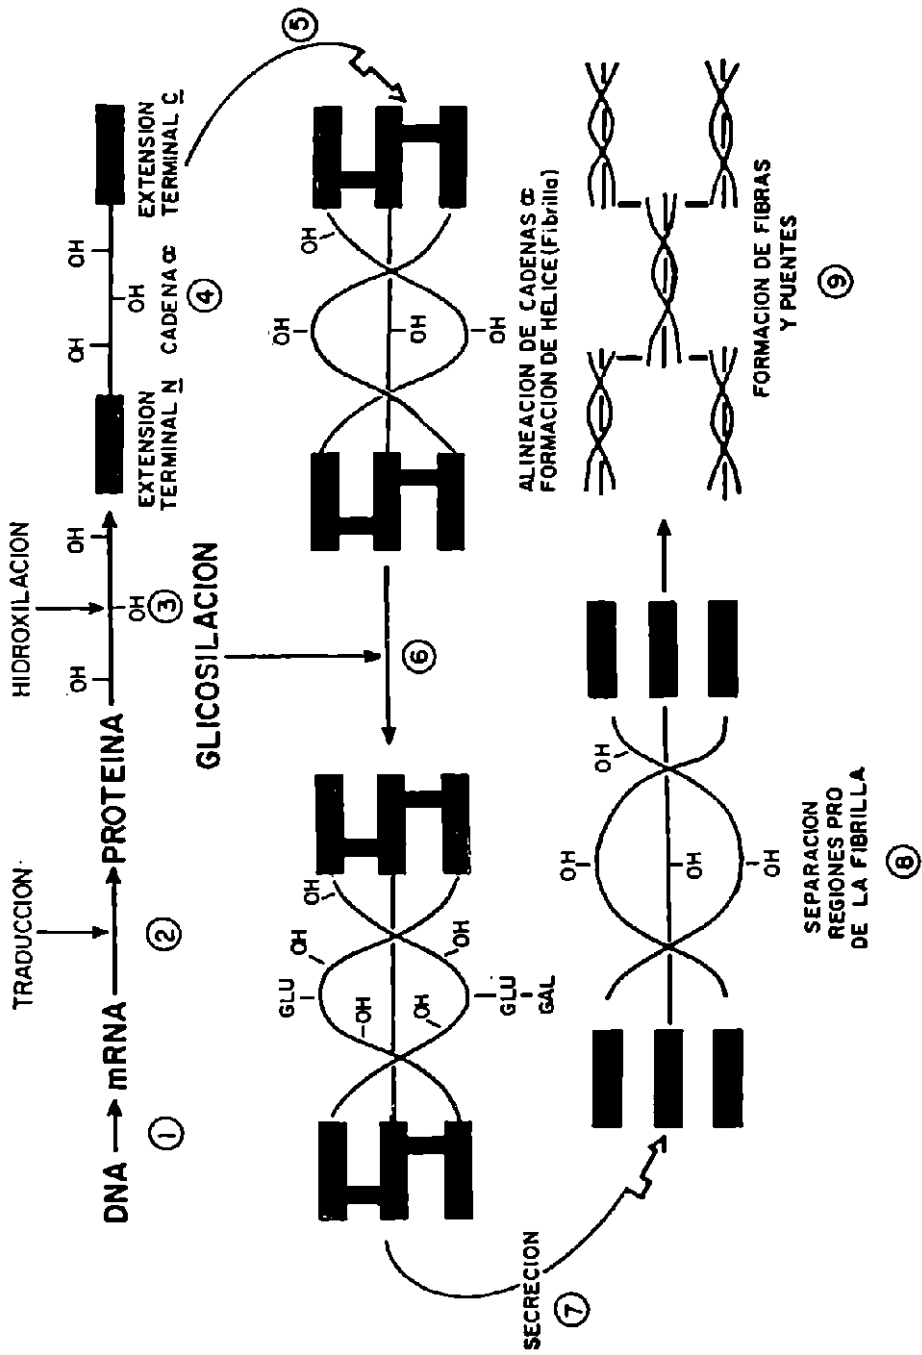 TRADUCCION
HIDROXILACION
DNA → mRNA → PROTEINA
OH
OH
OH
OH
OH
OH
①
②
③
④
EXTENSION
TERMINAL N
CADENA α
EXTENSION
TERMINAL C
⑤
GLICOSILACION
⑥
GLU
OH
OH
OH
OH
OH
GLU
GAL
OH
OH
OH
OH
ALINEACION DE CADENAS α
FORMACION DE HELICE (Fibrilla)
SECRECION
⑦
OH
OH
OH
OH
SEPARACION
REGIONES PRO
DE LA FIBRILLA
⑧
FORMACION DE FIBRAS
Y PUENTES
⑨